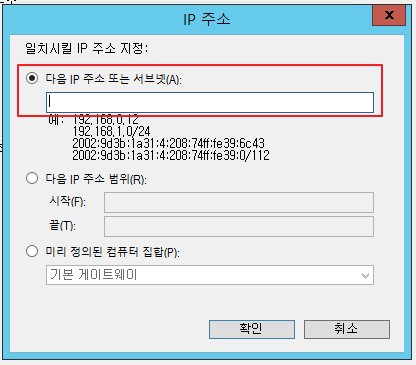 IP 주소
x
일치시킬 IP 주소 지정:
다음 IP 주소 또는 서브넷(A):
예: 192.168.0.12
192.168.1.0/24
2002:9d3b:1a31:4:208:74ff:fe39:6c43
2002:9d3b:1a31:4:208:74ff:fe39:0/112
다음 IP 주소 범위(R):
시작(F):
끝(T):
미리 정의된 컴퓨터 집합(P):
기본 게이트웨이
확인 취소